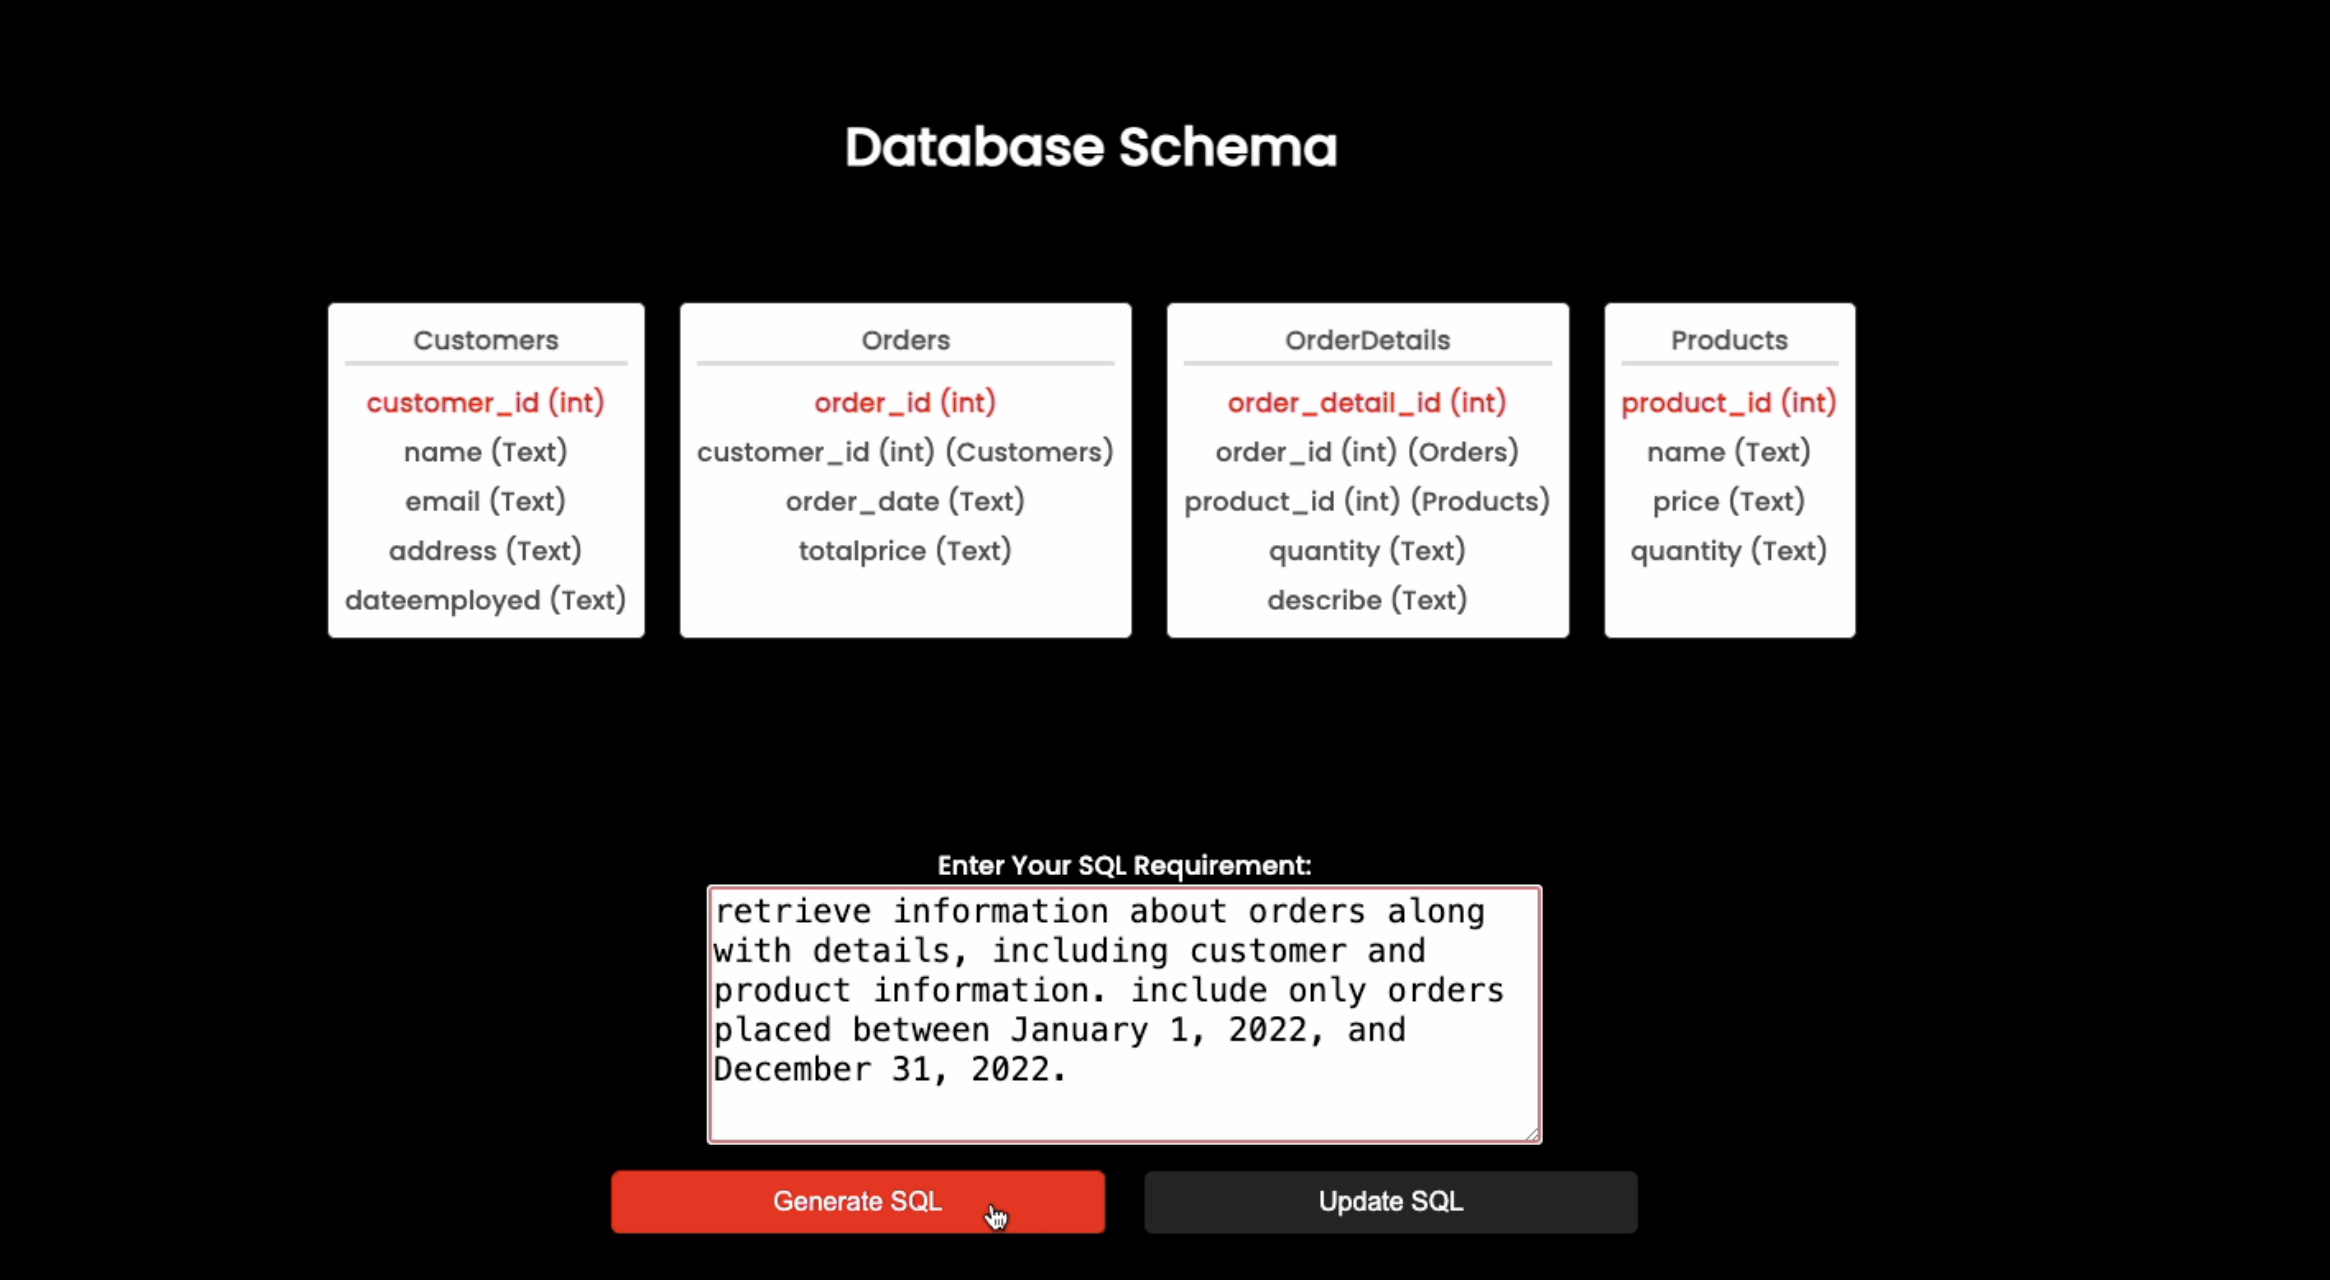 Database Schema
Customers
customer_id (int)
name (Text)
email (Text)
address (Text)
dateemployed (Text)
Orders
order_id (int)
customer_id (int) (Customers)
order_date (Text)
totalprice (Text)
OrderDetails
order_detail_id (int)
order_id (int) (Orders)
product_id (int) (Products)
quantity (Text)
describe (Text)
Products
product_id (int)
name (Text)
price (Text)
quantity (Text)
Enter Your SQL Requirement:
retrieve information about orders along
with details, including customer and
product information. include only orders
placed between January 1, 2022, and
December 31, 2022.
Generate SQL
Update SQL